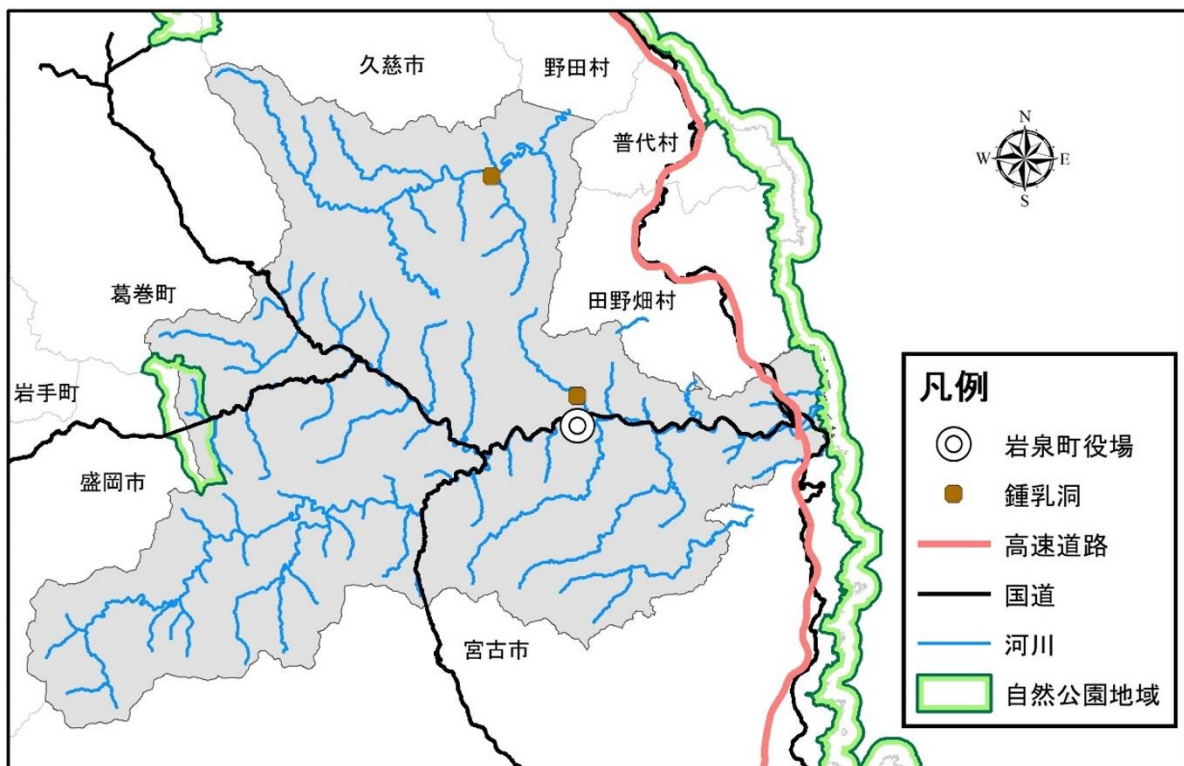 久慈市
野田村
普代村
N
W
E
S
葛巻町
田野畑村
岩手町
盛岡市
宮古市
凡例
岩泉町役場
鍾乳洞
高速道路
国道
河川
自然公園地域